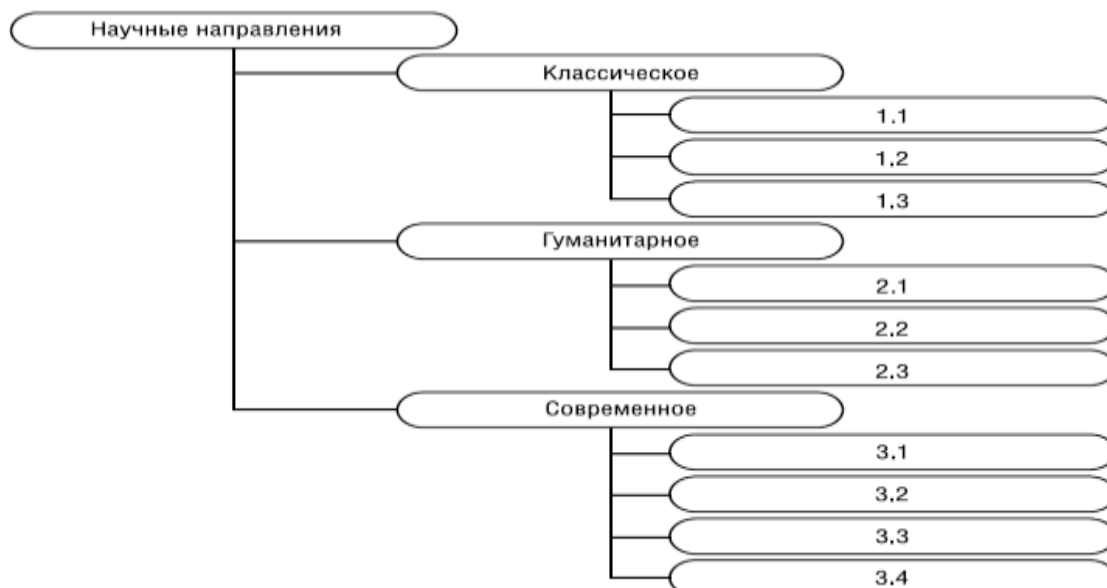 Научные направления
Классическое
1.1
1.2
1.3
Гуманитарное
2.1
2.2
2.3
Современное
3.1
3.2
3.3
3.4